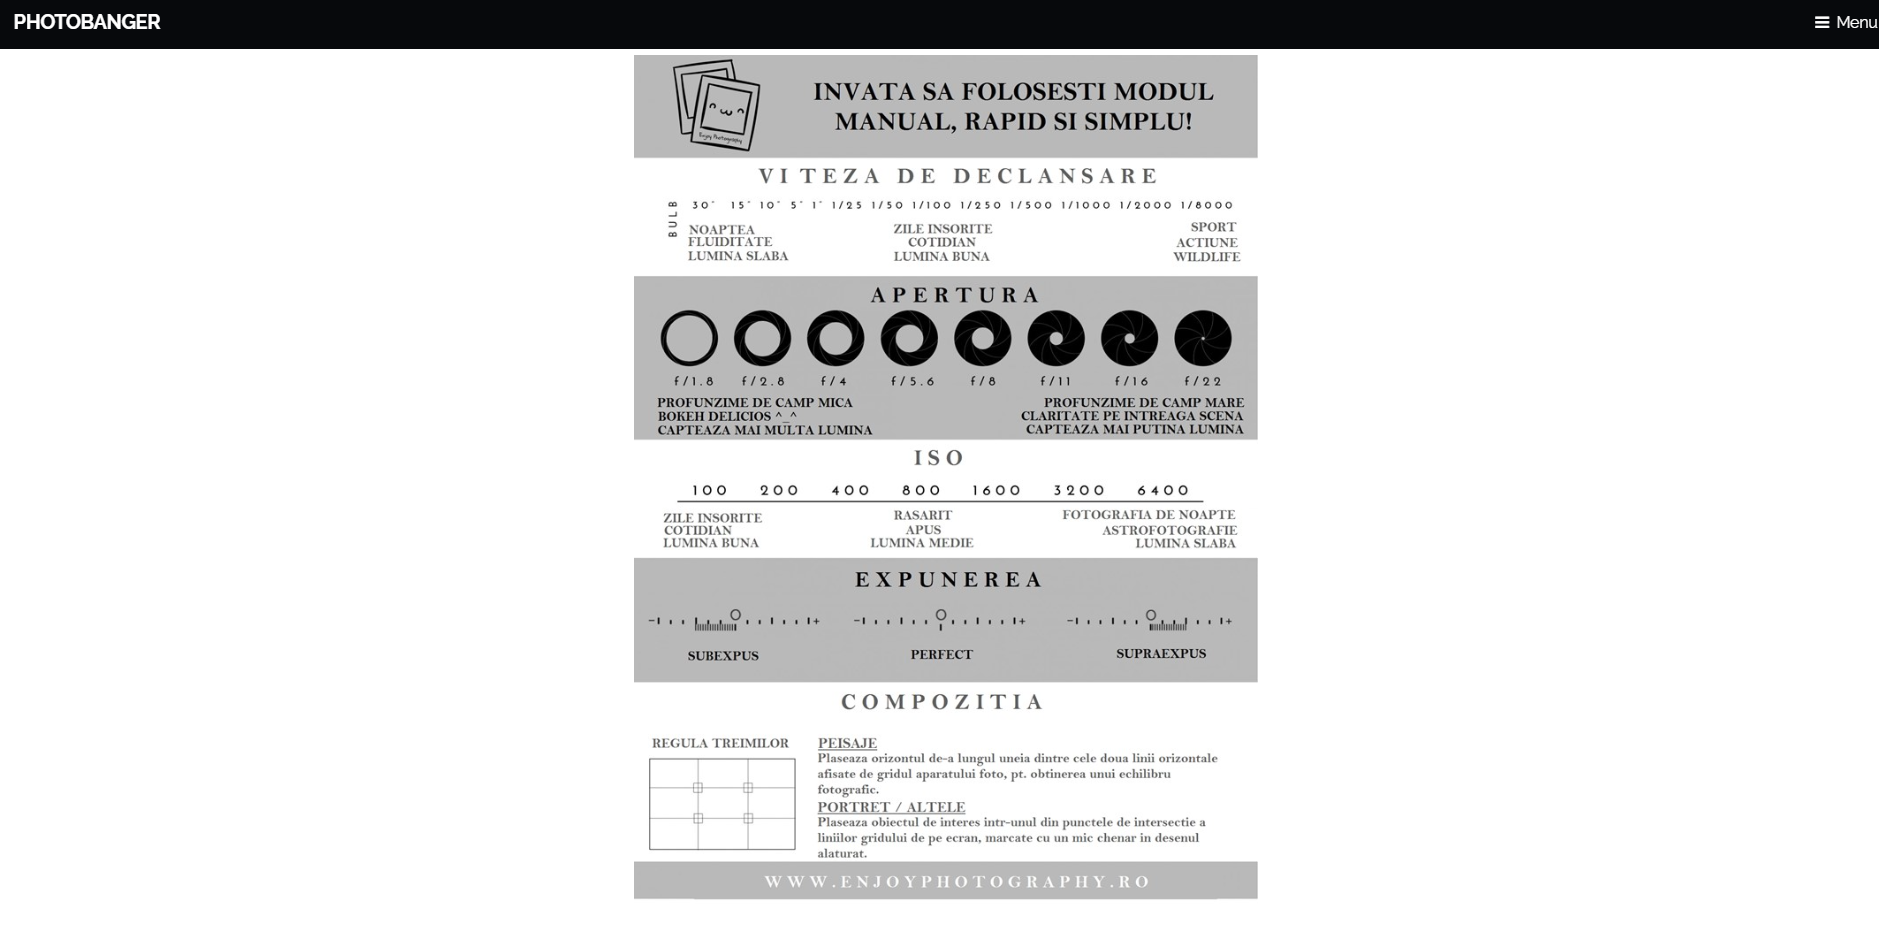 PHOTOBANGER
Menu
Enjoy Photography
INVATA SA FOLOSESTI MODUL
MANUAL, RAPID SI SIMPLU!
VITEZA DE DECLANSARE
BULB
30" 15" 10" 5" 1" 1/25 1/50 1/100 1/250 1/500 1/1000 1/2000 1/8000
NOAPTEA
FLUIDITATE
LUMINA SLABA
ZILE INSORITE
COTIDIAN
LUMINA BUNA
SPORT
ACTIUNE
WILDLIFE
APERTURA
f/1.8 f/2.8 f/4 f/5.6 f/8 f/11 f/16 f/22
PROFUNZIME DE CAMP MICA
BOKEH DELICIOS ^_^
CAPTEAZA MAI MULTA LUMINA
PROFUNZIME DE CAMP MARE
CLARITATE PE INTREAGA SCENA
CAPTEAZA MAI PUTINA LUMINA
ISO
100 200 400 800 1600 3200 6400
ZILE INSORITE
COTIDIAN
LUMINA BUNA
RASARIT
APUS
LUMINA MEDIE
FOTOGRAFIA DE NOAPTE
ASTROFOTOGRAFIE
LUMINA SLABA
EXPUNEREA
- O +
SUBEXPUS
- O +
PERFECT
- O +
SUPRAEXPUS
COMPOZITIA
REGULA TREIMILOR
PEISAJE
Plaseaza orizontul de-a lungul uneia dintre cele doua linii orizontale
afisate de gridul aparatului foto, pt. obtinerea unui echilibru
fotografic.
PORTRET / ALTELE
Plaseaza obiectul de interes intr-unul din punctele de intersectie a
liniilor gridului de pe ecran, marcate cu un mic chenar in desenul
alaturat.
WWW.ENJOYPHOTOGRAPHY.RO